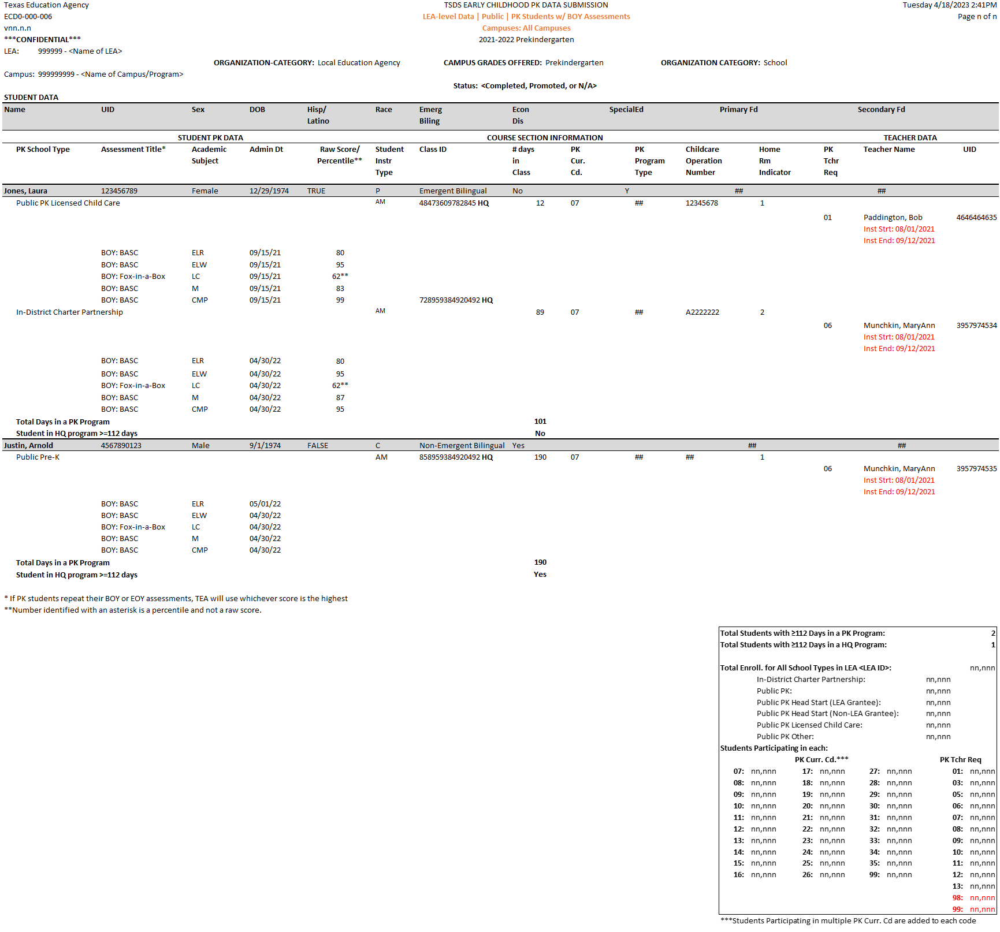 Texas Education Agency TSDS EARLY CHILDHOOD PK DATA SUBMISSION Tuesday 4/18/2023 2:41PM
ECD0-000-006 LEA-level Data | Public | PK Students w/ BOY Assessments Page n of n
vnn.n.n Campuses: All Campuses
***CONFIDENTIAL*** 2021-2022 Prekindergarten
LEA: 999999 - <Name of LEA>
ORGANIZATION-CATEGORY: Local Education Agency CAMPUS GRADES OFFERED: Prekindergarten ORGANIZATION CATEGORY: School
Campus: 999999999 - <Name of Campus/Program>
Status: <Completed, Promoted, or N/A>
STUDENT DATA
Name UID Sex DOB Hisp/ Race Emerg Econ SpecialEd Primary Fd Secondary Fd
Latino Biling Dis
STUDENT PK DATA COURSE SECTION INFORMATION TEACHER DATA
PK School Type Assessment Title* Academic Admin Dt Raw Score/ Student Class ID # days PK PK Childcare Home PK Teacher Name UID
Subject Percentile** Instr in Cur. Program Operation Rm Tchr
Type Class Cd. Type Number Indicator Req
Jones, Laura 123456789 Female 12/29/1974 TRUE P Emergent Bilingual No Y ## ##
Public PK Licensed Child Care AM 48473609782845 HQ 12 07 ## 12345678 1
01 Paddington, Bob 4646464635
Inst Strt: 08/01/2021
Inst End: 09/12/2021
BOY: BASC ELR 09/15/21 80
BOY: BASC ELW 09/15/21 95
BOY: Fox-in-a-Box LC 09/15/21 62**
BOY: BASC M 09/15/21 83
BOY: BASC CMP 09/15/21 99 728959384920492 HQ
In-District Charter Partnership AM 89 07 ## A2222222 2
06 Munchkin, MaryAnn 3957974534
Inst Strt: 08/01/2021
Inst End: 09/12/2021
BOY: BASC ELR 04/30/22 80
BOY: BASC ELW 04/30/22 95
BOY: Fox-in-a-Box LC 04/30/22 62**
BOY: BASC M 04/30/22 87
BOY: BASC CMP 04/30/22 95
Total Days in a PK Program 101
Student in HQ program >=112 days No
Justin, Arnold 4567890123 Male 9/1/1974 FALSE C Non-Emergent Bilingual Yes ## ##
Public Pre-K AM 858959384920492 HQ 190 07 ## ## 1
06 Munchkin, MaryAnn 3957974535
Inst Strt: 08/01/2021
Inst End: 09/12/2021
BOY: BASC ELR 05/01/22
BOY: BASC ELW 04/30/22
BOY: Fox-in-a-Box LC 04/30/22
BOY: BASC M 04/30/22
BOY: BASC CMP 04/30/22
Total Days in a PK Program 190
Student in HQ program >=112 days Yes
* If PK students repeat their BOY or EOY assessments, TEA will use whichever score is the highest
**Number identified with an asterisk is a percentile and not a raw score.
Total Students with ≥112 Days in a PK Program: 2
Total Students with ≥112 Days in a HQ Program: 1
Total Enroll. for All School Types in LEA <LEA ID>: nn,nnn
In-District Charter Partnership: nn,nnn
Public PK: nn,nnn
Public PK Head Start (LEA Grantee): nn,nnn
Public PK Head Start (Non-LEA Grantee): nn,nnn
Public PK Licensed Child Care: nn,nnn
Public PK Other: nn,nnn
Students Participating in each:
PK Curr. Cd.*** PK Tchr Req
07: nn,nnn 17: nn,nnn 27: nn,nnn 01: nn,nnn
08: nn,nnn 18: nn,nnn 28: nn,nnn 03: nn,nnn
09: nn,nnn 19: nn,nnn 29: nn,nnn 05: nn,nnn
10: nn,nnn 20: nn,nnn 30: nn,nnn 06: nn,nnn
11: nn,nnn 21: nn,nnn 31: nn,nnn 07: nn,nnn
12: nn,nnn 22: nn,nnn 32: nn,nnn 08: nn,nnn
13: nn,nnn 23: nn,nnn 33: nn,nnn 09: nn,nnn
14: nn,nnn 24: nn,nnn 34: nn,nnn 10: nn,nnn
15: nn,nnn 25: nn,nnn 35: nn,nnn 11: nn,nnn
16: nn,nnn 26: nn,nnn 99: nn,nnn 12: nn,nnn
13: nn,nnn
98: nn,nnn
99: nn,nnn
***Students Participating in multiple PK Curr. Cd are added to each code